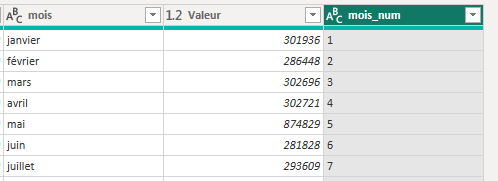 ABC mois 1.2 Valeur ABC mois_num
janvier 301936 1
février 286448 2
mars 302696 3
avril 302721 4
mai 874829 5
juin 281828 6
juillet 293609 7